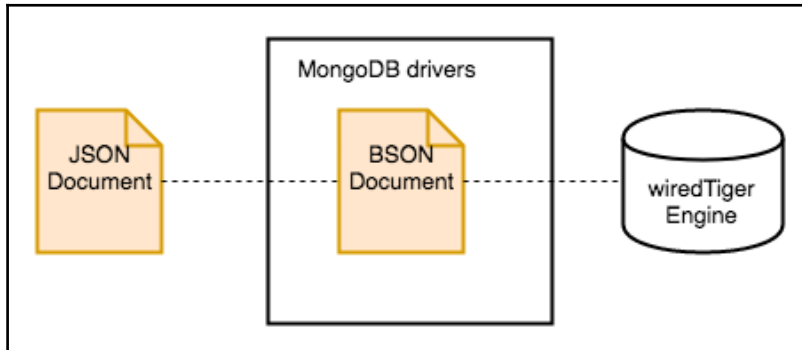 MongoDB drivers
JSON
Document
BSON
Document
wiredTiger
Engine